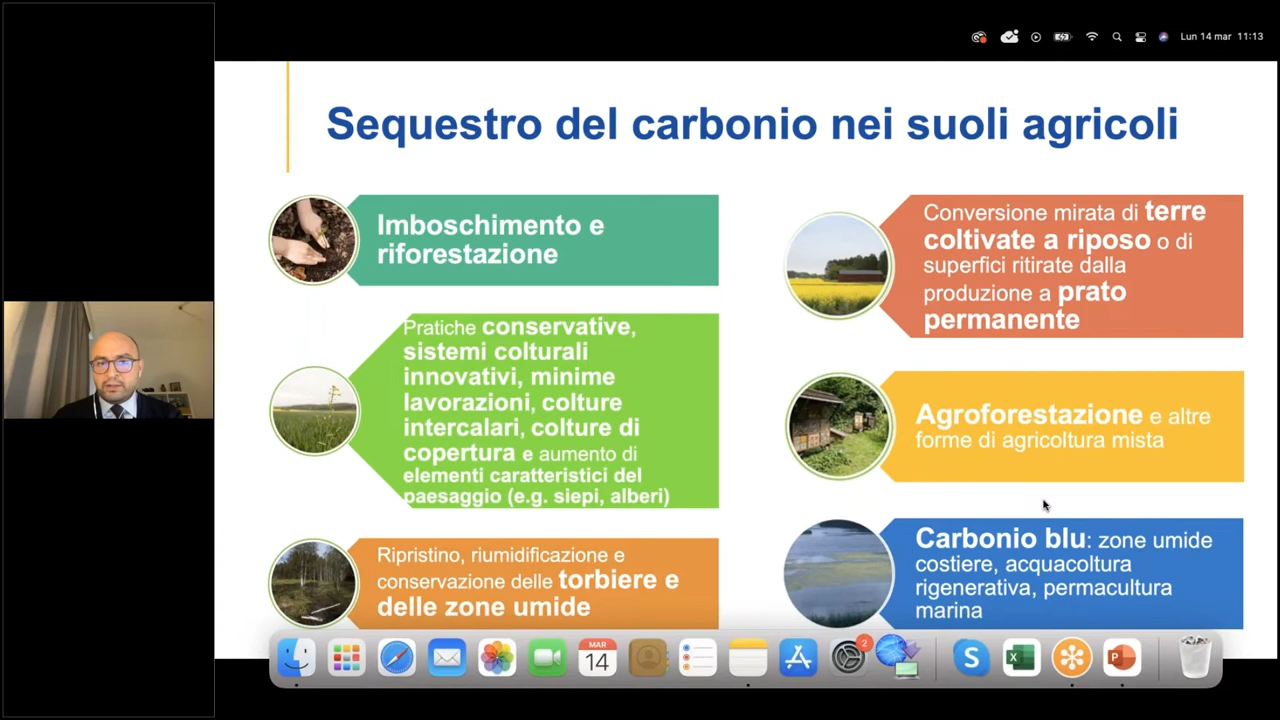 Lun 14 mar 11:13
Sequestro del carbonio nei suoli agricoli
Imboschimento e
riforestazione
Pratiche conservative,
sistemi colturali
innovativi, minime
lavorazioni, colture
intercalari, colture di
copertura e aumento di
elementi caratteristici del
paesaggio (e.g. siepi, alberi)
Ripristino, riumidificazione e
conservazione delle torbiere e
delle zone umide
Conversione mirata di terre
coltivate a riposo o di
superfici ritirate dalla
produzione a prato
permanente
Agroforestazione e altre
forme di agricoltura mista
Carbonio blu: zone umide
costiere, acquacoltura
rigenerativa, permacultura
marina
MAR
14
2
S
X
P